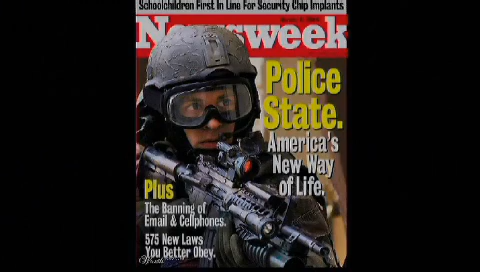 Schoolchildren First In Line For Security Chip Implants
Newsweek
Police
State.
America's
New Way
of Life.
Plus
The Banning of
Email & Cellphones.
575 New Laws
You Better Obey.
Worth